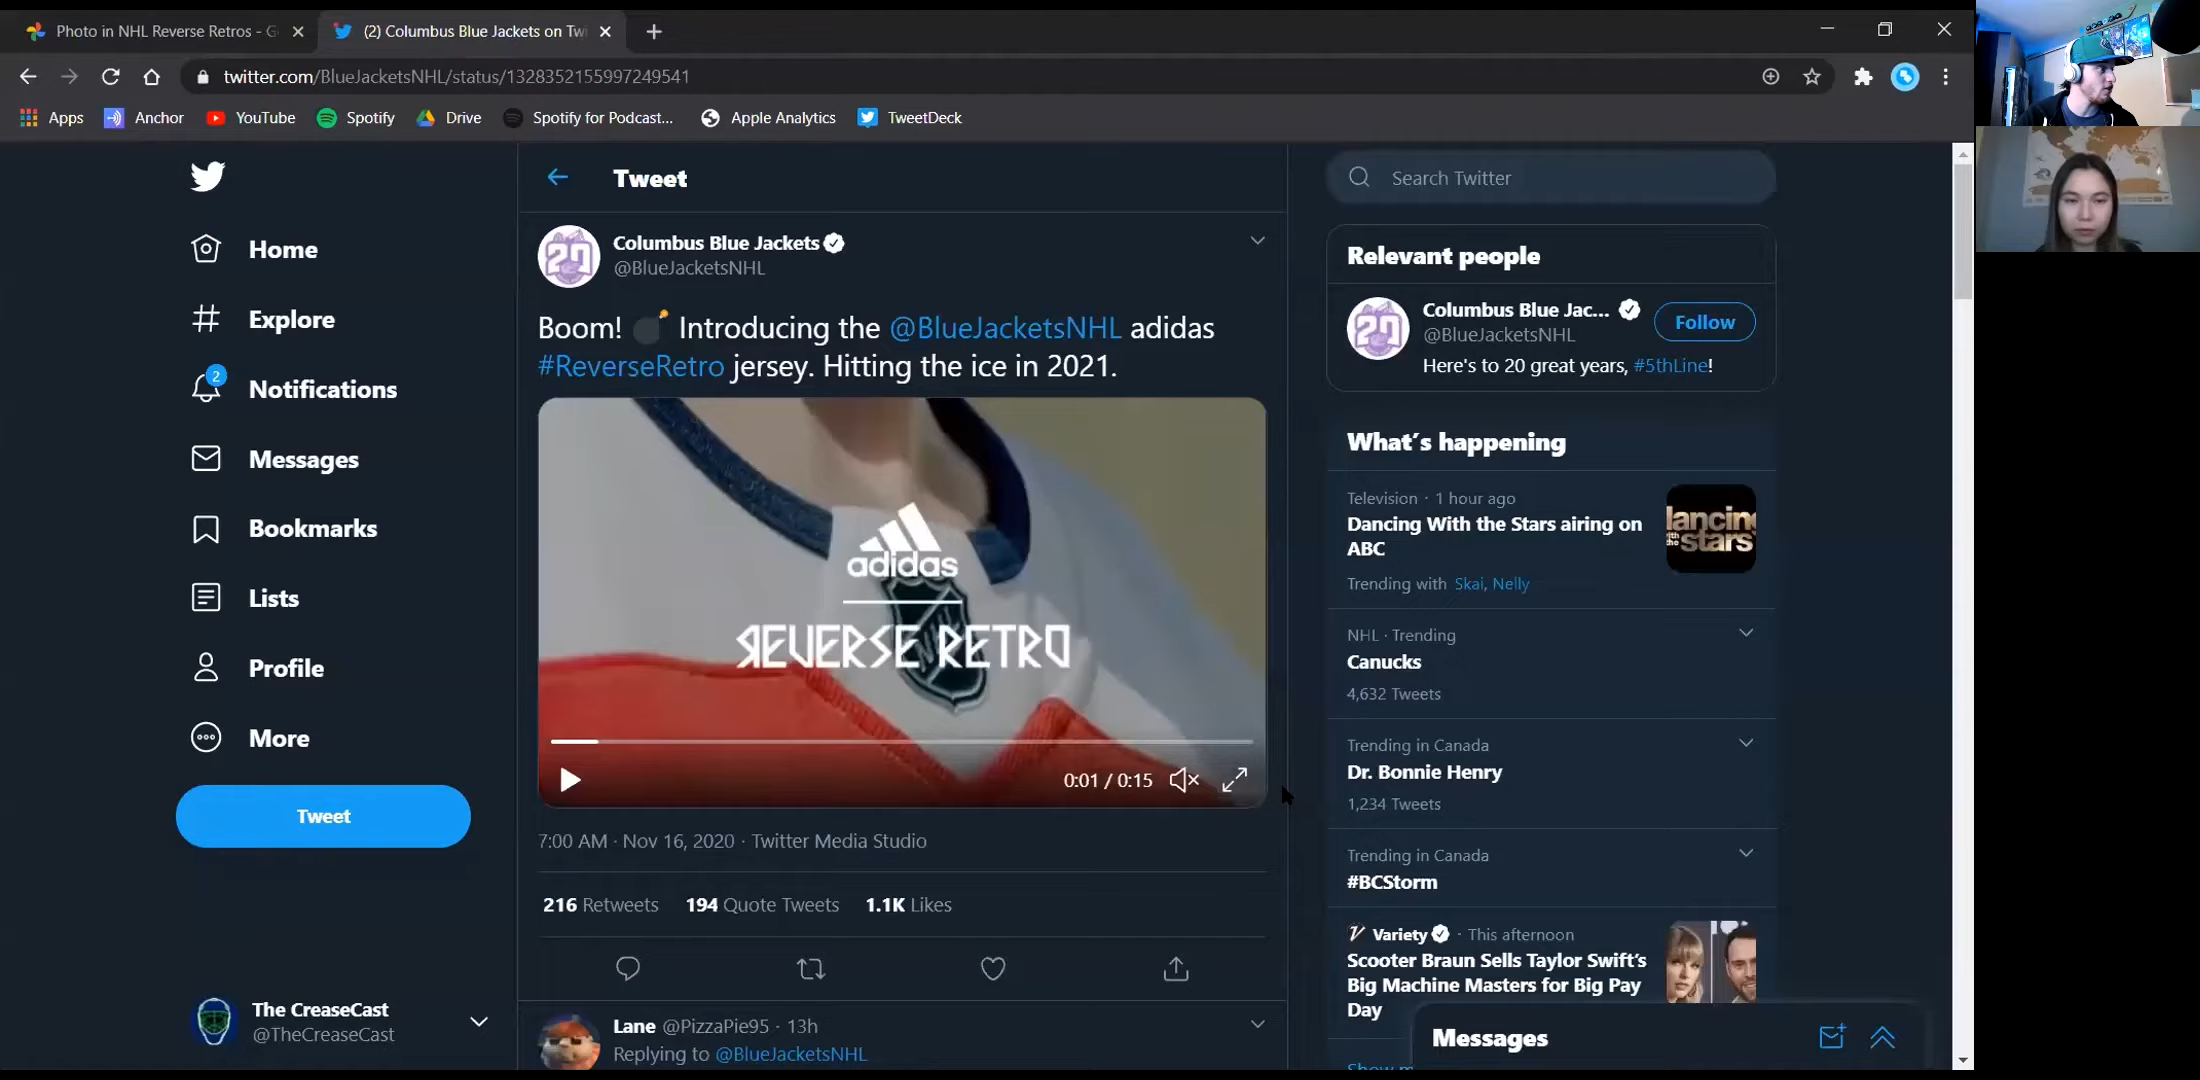 Photo in NHL Reverse Retros - G
(2) Columbus Blue Jackets on Twi
twitter.com/BlueJacketsNHL/status/1328352155997249541
Apps
Anchor
YouTube
Spotify
Drive
Spotify for Podcast...
Apple Analytics
TweetDeck
Home
Explore
2
Notifications
Messages
Bookmarks
Lists
Profile
More
Tweet
The CreaseCast
@TheCreaseCast
Tweet
Columbus Blue Jackets
@BlueJacketsNHL
Boom! 💣 Introducing the @BlueJacketsNHL adidas
#ReverseRetro jersey. Hitting the ice in 2021.
adidas
REVERSE RETRO
0:01 / 0:15
7:00 AM · Nov 16, 2020 · Twitter Media Studio
216 Retweets 194 Quote Tweets 1.1K Likes
Lane @PizzaPie95 · 13h
Replying to @BlueJacketsNHL
Search Twitter
Relevant people
Columbus Blue Jac...
@BlueJacketsNHL
Follow
Here's to 20 great years, #5thLine!
What's happening
Television · 1 hour ago
Dancing With the Stars airing on
ABC
Trending with Skai, Nelly
NHL · Trending
Canucks
4,632 Tweets
Trending in Canada
Dr. Bonnie Henry
1,234 Tweets
Trending in Canada
#BCStorm
Variety · This afternoon
Scooter Braun Sells Taylor Swift's
Big Machine Masters for Big Pay
Day
Messages